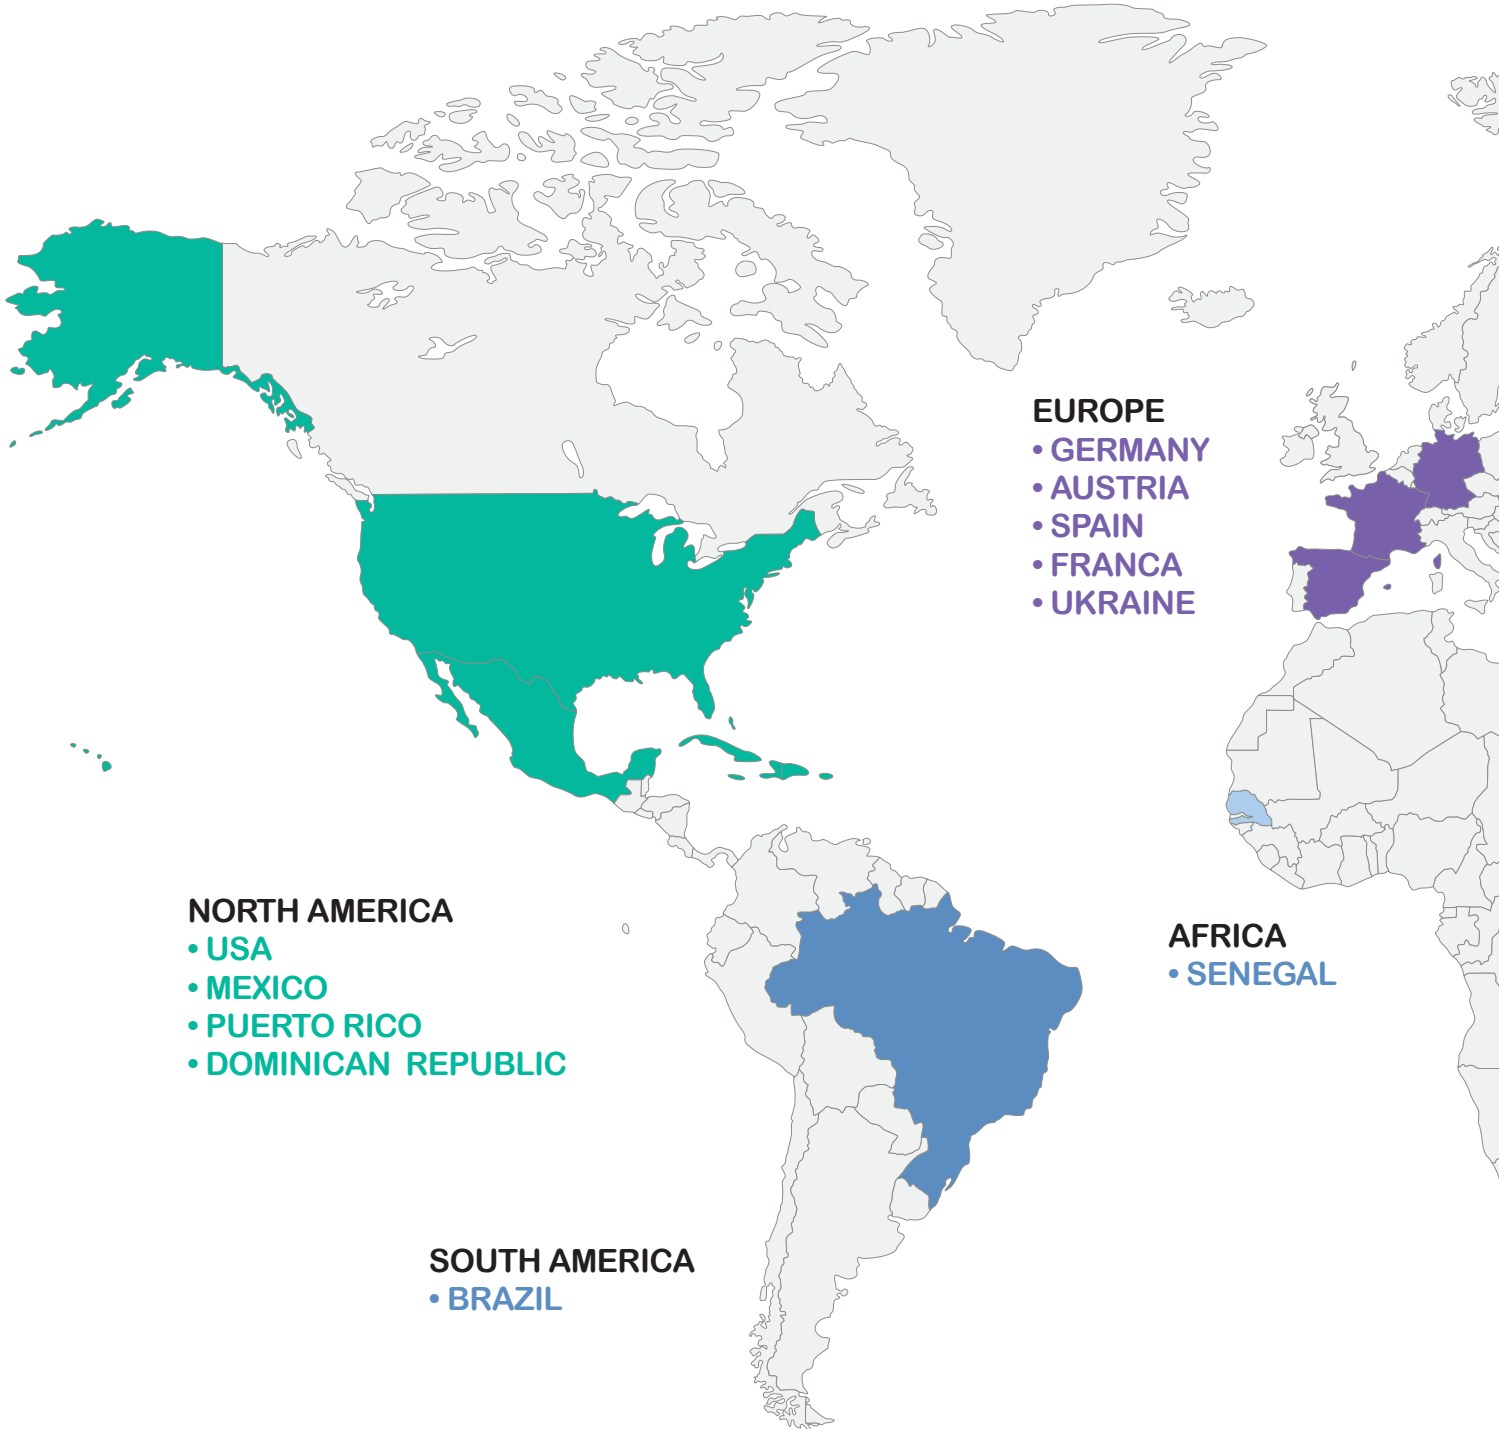 EUROPE
• GERMANY
• AUSTRIA
• SPAIN
• FRANCA
• UKRAINE
NORTH AMERICA
• USA
• MEXICO
• PUERTO RICO
• DOMINICAN REPUBLIC
AFRICA
• SENEGAL
SOUTH AMERICA
• BRAZIL